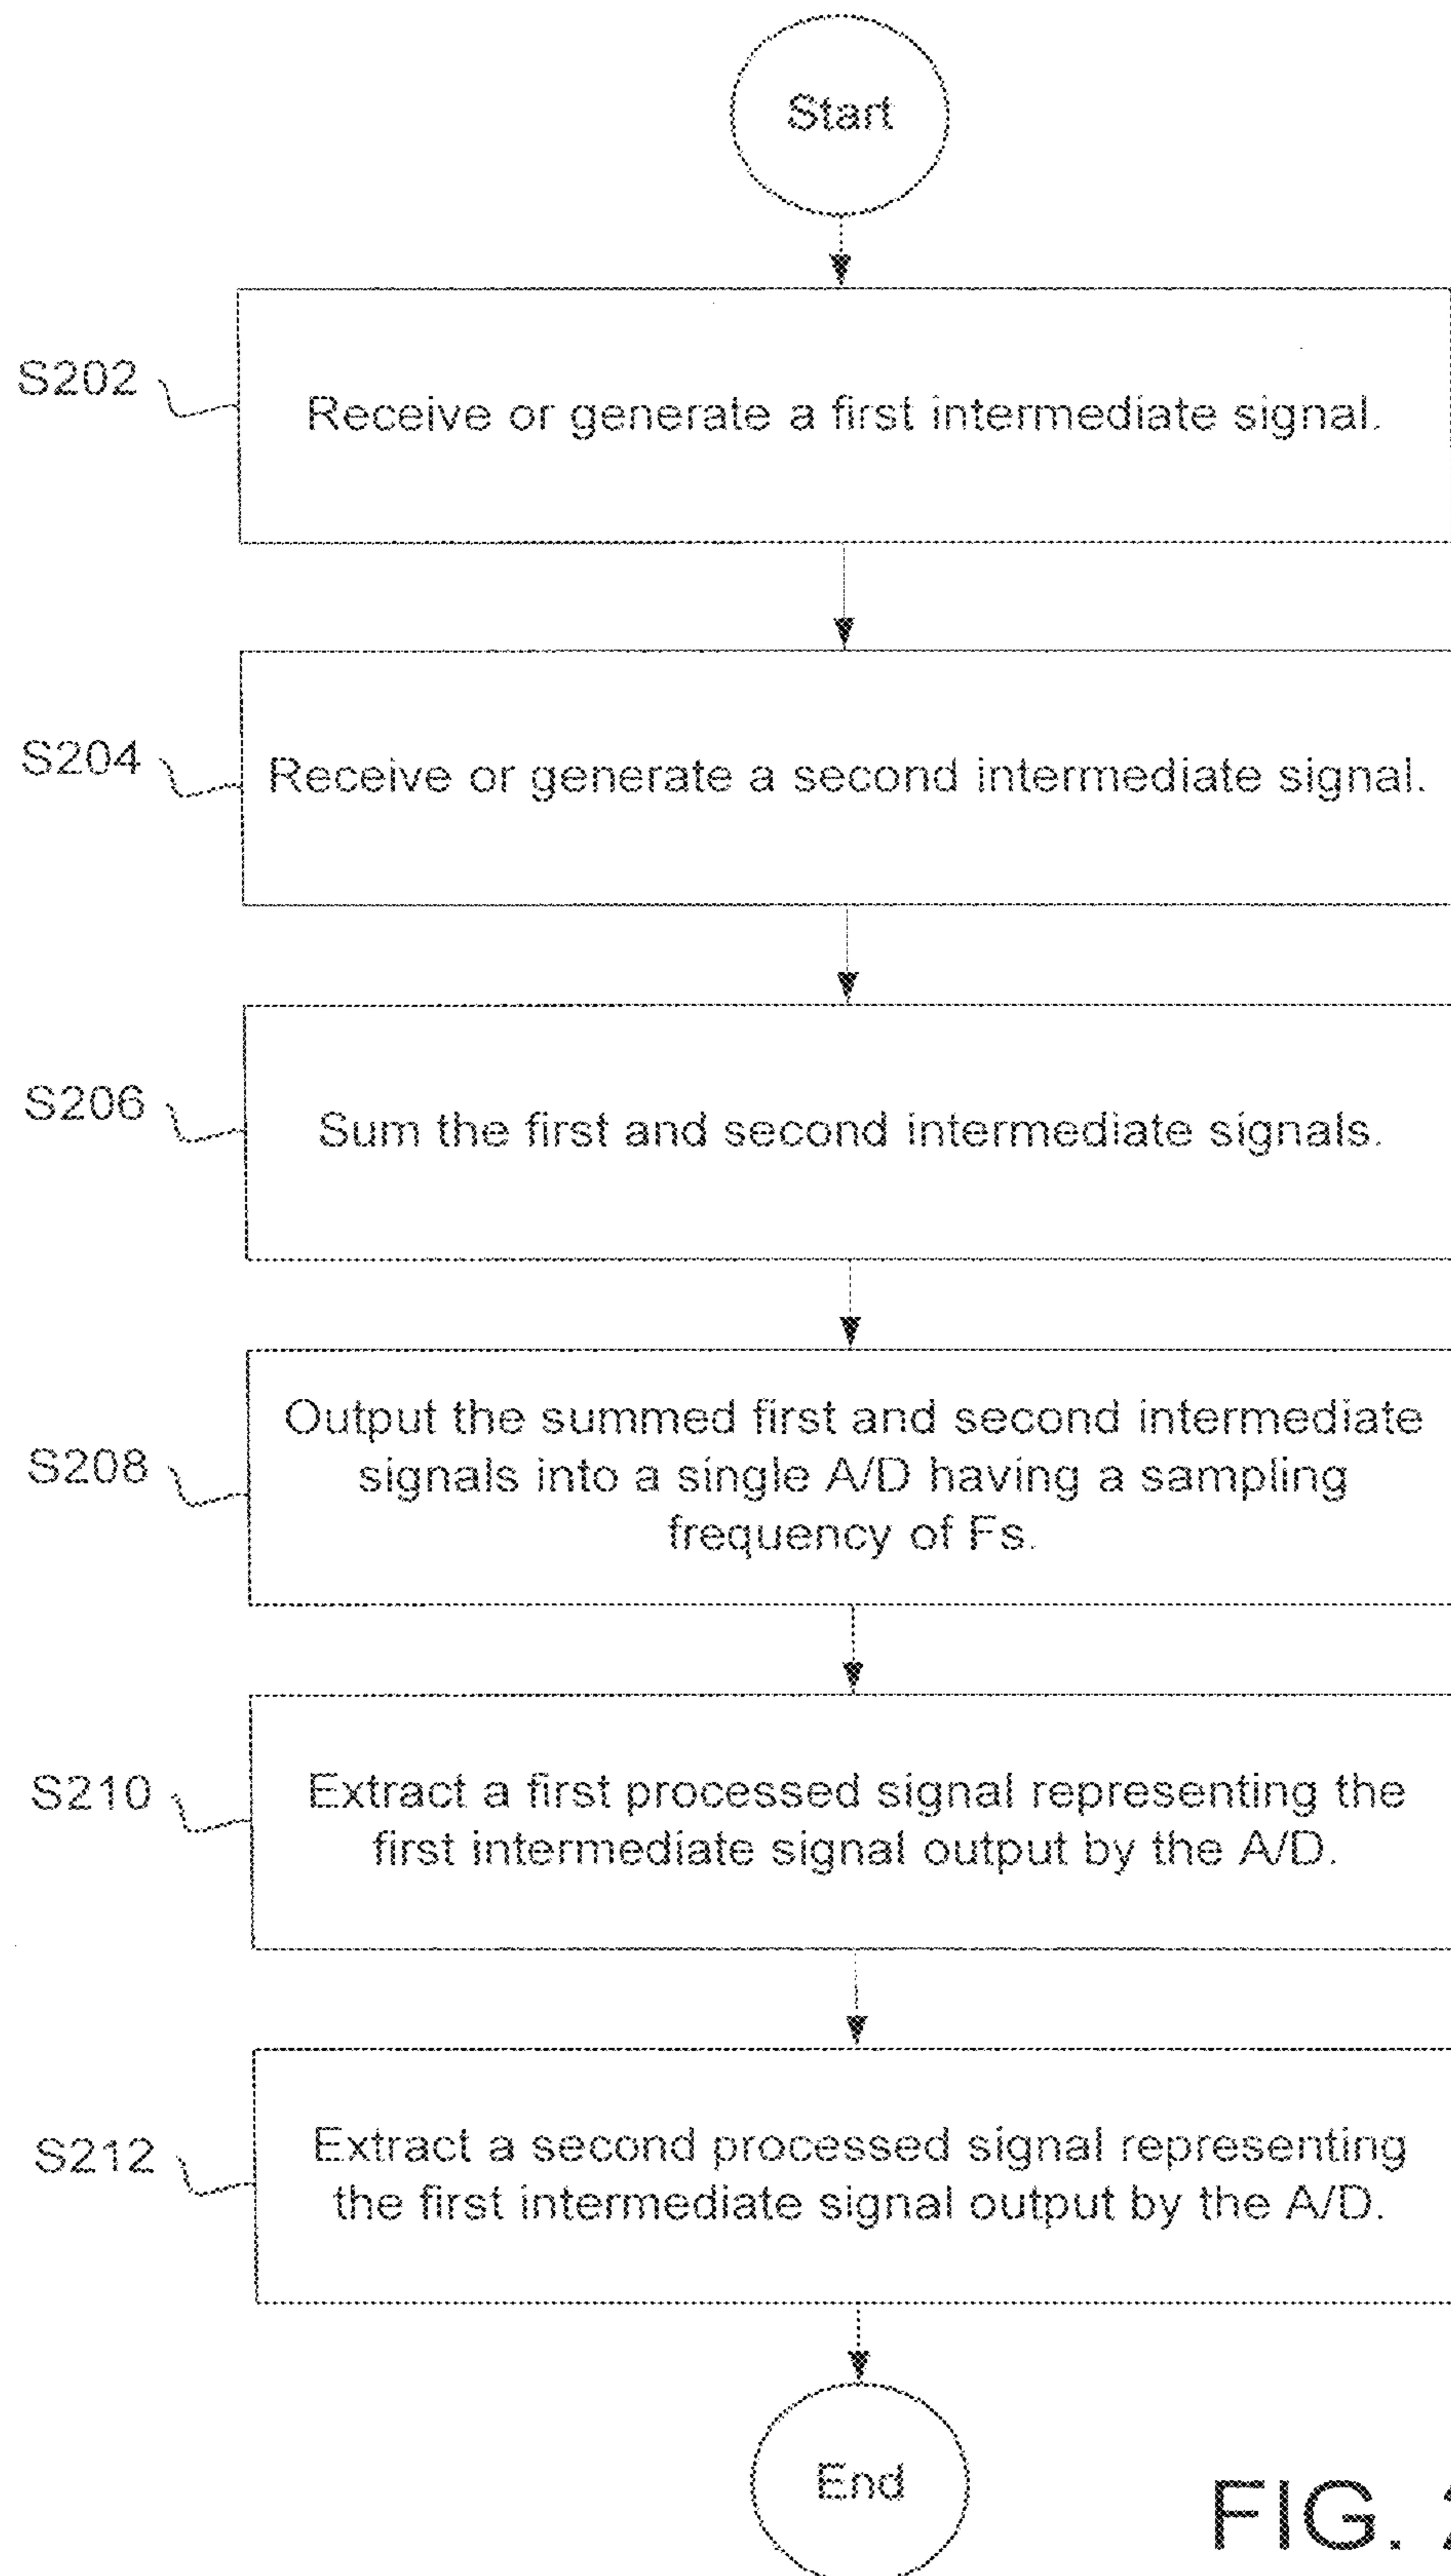 Start
S202
Receive or generate a first intermediate signal.
S204
Receive or generate a second intermediate signal.
S206
Sum the first and second intermediate signals.
S208
Output the summed first and second intermediate
signals into a single A/D having a sampling
frequency of Fs.
S210
Extract a first processed signal representing the
first intermediate signal output by the A/D.
S212
Extract a second processed signal representing
the first intermediate signal output by the A/D.
End
FIG. 2